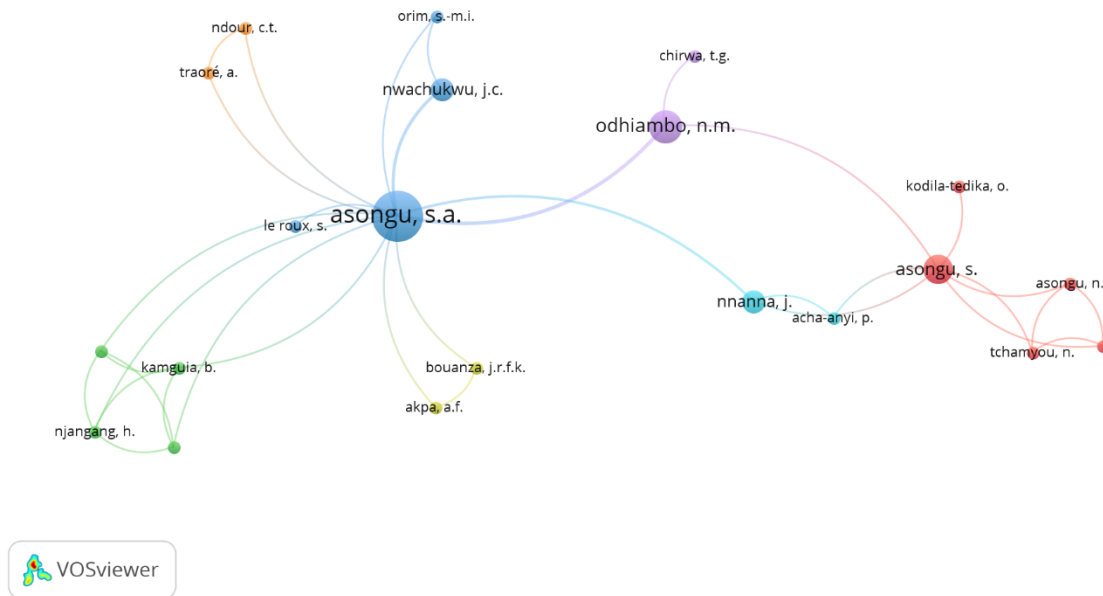 ndour, c.t.
orim, s.-m.i.
traoré, a.
nwachukwu, j.c.
chirwa, t.g.
odhiambo, n.m.
kodila-tedika, o.
asongu, s.a.
le roux, s.
asongu, s.
asongu, n.
nnanna, j.
acha-anyi, p.
tchamyou, n.
kamguia, b.
bouanza, j.r.f.k.
akpa, a.f.
njangang, h.
VOSviewer